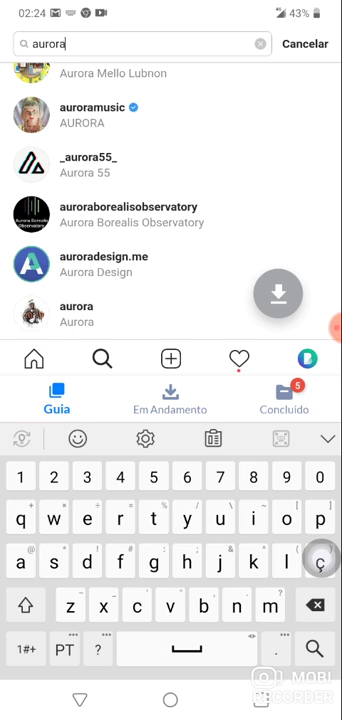 02:24 43%
aurora Cancelar
Aurora Mello Lubnon
auroramusic
AURORA
_aurora55_
Aurora 55
auroraborealisobservatory
Aurora Borealis Observatory
auroradesign.me
Aurora Design
aurora
Aurora
5
Guia Em Andamento Concluído
1 2 3 4 5 6 7 8 9 0
q w e r t y u i o p
a s d f g h j k l ç
z x c v b n m
1#+ PT ? .
MOBI
RECORDER